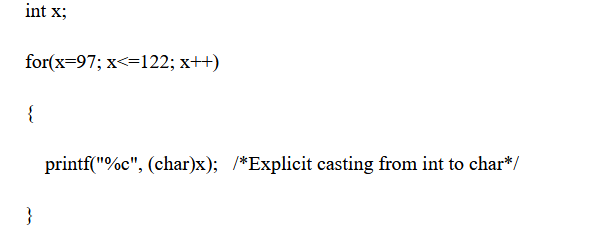 int x;
for(x=97; x<=122; x++)
{
printf("%c", (char)x);   /*Explicit casting from int to char*/
}